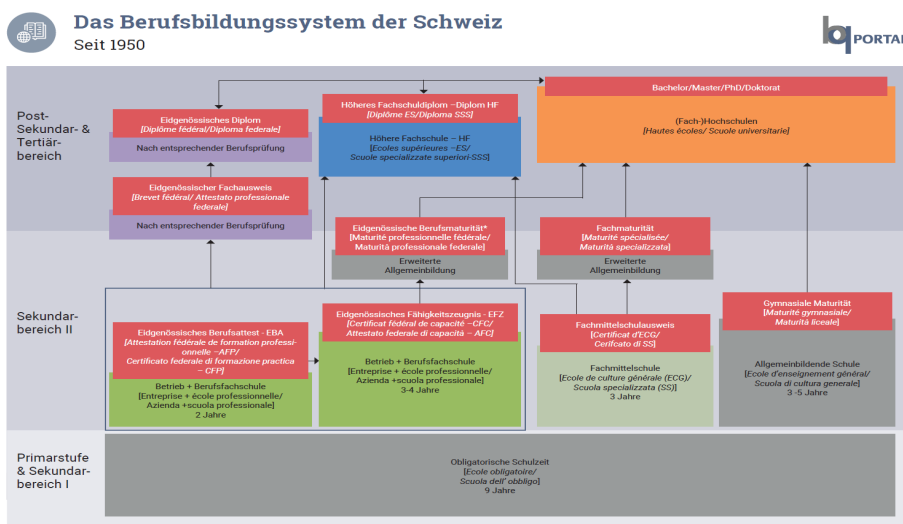 Das Berufsbildungssystem der Schweiz
Seit 1950
bq PORTAL
Post-
Sekundar- &
Tertiär-
bereich
Eidgenössisches Diplom
[Diplôme fédéral/Diploma federale]
Nach entsprechender Berufsprüfung
Höheres Fachschuldiplom –Diplom HF
[Diplôme ES/Diploma SSS]
Höhere Fachschule – HF
[Ecoles supérieures –ES/
Scuole specializzate superiori-SSS]
Bachelor/Master/PhD/Doktorat
(Fach-)Hochschulen
[Hautes écoles/ Scuole universitarie]
Eidgenössischer Fachausweis
[Brevet fédéral/ Attestato professionale
federale]
Nach entsprechender Berufsprüfung
Eidgenössische Berufsmaturität*
[Maturité professionnelle fédérale/
Maturità professionale federale]
Erweiterte
Allgemeinbildung
Fachmaturität
[Maturité spécialisée/
Maturità specializzata]
Erweiterte
Allgemeinbildung
Sekundar-
bereich II
Eidgenössisches Berufsattest - EBA
[Attestation fédérale de formation professi-
onnelle –AFP/
Certificato federale di formazione practica
– CFP]
Betrieb + Berufsfachschule
[Entreprise + école professionnelle/
Azienda +scuola professionale]
2 Jahre
Eidgenössisches Fähigkeitszeugnis - EFZ
[Certificat fédéral de capacité –CFC/
Attestato federale di capacità – AFC]
Betrieb + Berufsfachschule
[Entreprise + école professionnelle/
Azienda +scuola professionale]
3-4 Jahre
Fachmittelschulausweis
[Certificat d'ECG/
Cerifcato di SS]
Fachmittelschule
[Ecole de culture générale (ECG)/
Scuola specializzata (SS)]
3 Jahre
Gymnasiale Maturität
[Maturité gymnasiale/
Maturità liceale]
Allgemeinbildende Schule
[Ecole d'enseignement général/
Scuola di cultura generale]
3 -5 Jahre
Primarstufe
& Sekundar-
bereich I
Obligatorische Schulzeit
[Ecole obligatoire/
Scuola dell' obbligo]
9 Jahre